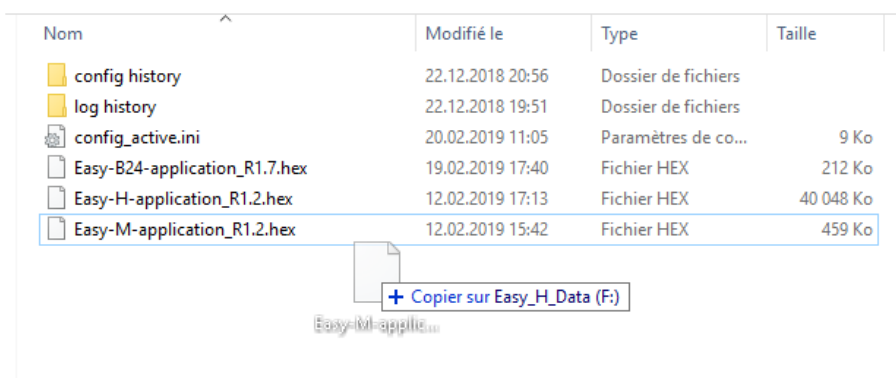 Nom Modifié le Type Taille
config history 22.12.2018 20:56 Dossier de fichiers
log history 22.12.2018 19:51 Dossier de fichiers
config_active.ini 20.02.2019 11:05 Paramètres de co... 9 Ko
Easy-B24-application_R1.7.hex 19.02.2019 17:40 Fichier HEX 212 Ko
Easy-H-application_R1.2.hex 12.02.2019 17:13 Fichier HEX 40 048 Ko
Easy-M-application_R1.2.hex 12.02.2019 15:42 Fichier HEX 459 Ko
+ Copier sur Easy_H_Data (F:)
Easy-M-applic...